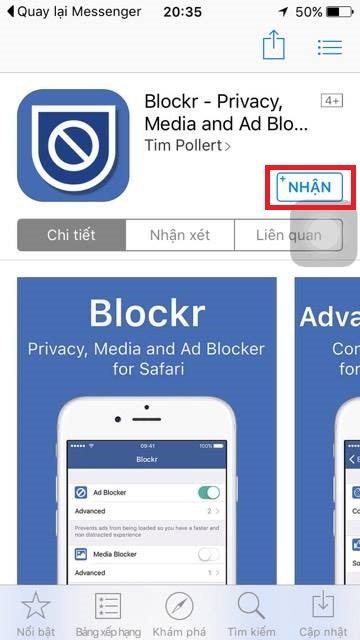 Quay lại Messenger 20:35 50%
Blockr - Privacy,
Media and Ad Blo...
4+
Tim Pollert>
+NHẬN
Chi tiết Nhận xét Liên quan
Blockr
Privacy, Media and Ad Blocker
for Safari
09:41 100%
Blockr
Ad Blocker
Advanced 2 >
Prevents ads from being loaded so you have a faster and
non distracted experience
Media Blocker
Advanced 1 >
Adva
Con
for
Nổi bật Bảng xếp hạng Khám phá Tìm kiếm Cập nhật